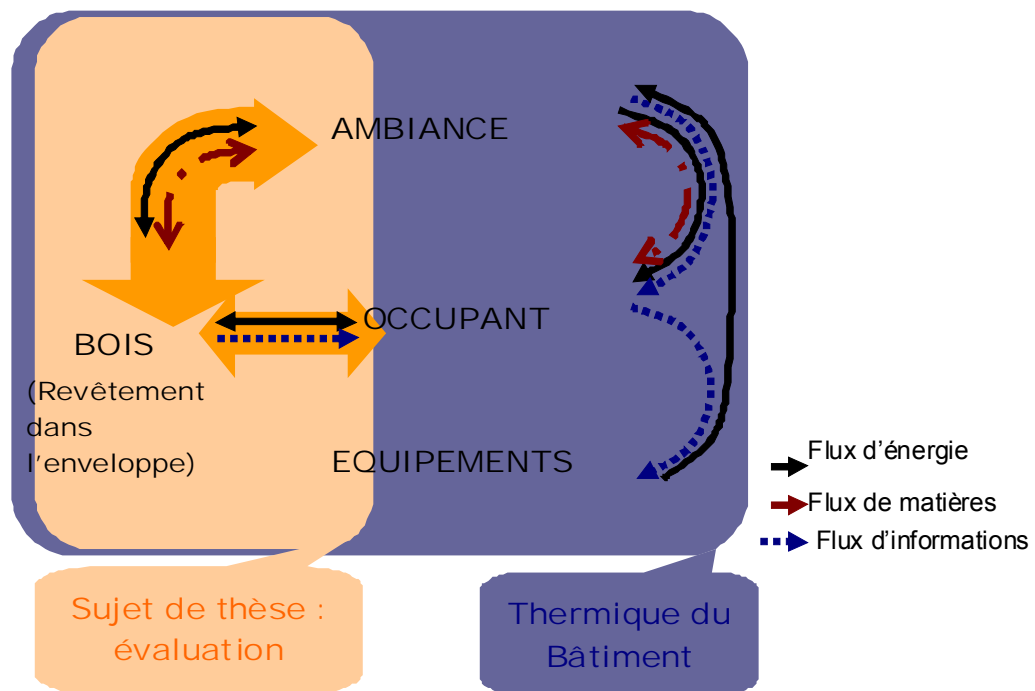 AMBIANCE
BOIS
(Revêtement
dans
l'enveloppe)
OCCUPANT
EQUIPEMENTS
Flux d'énergie
Flux de matières
Flux d'informations
Sujet de thèse :
évaluation
Thermique du
Bâtiment